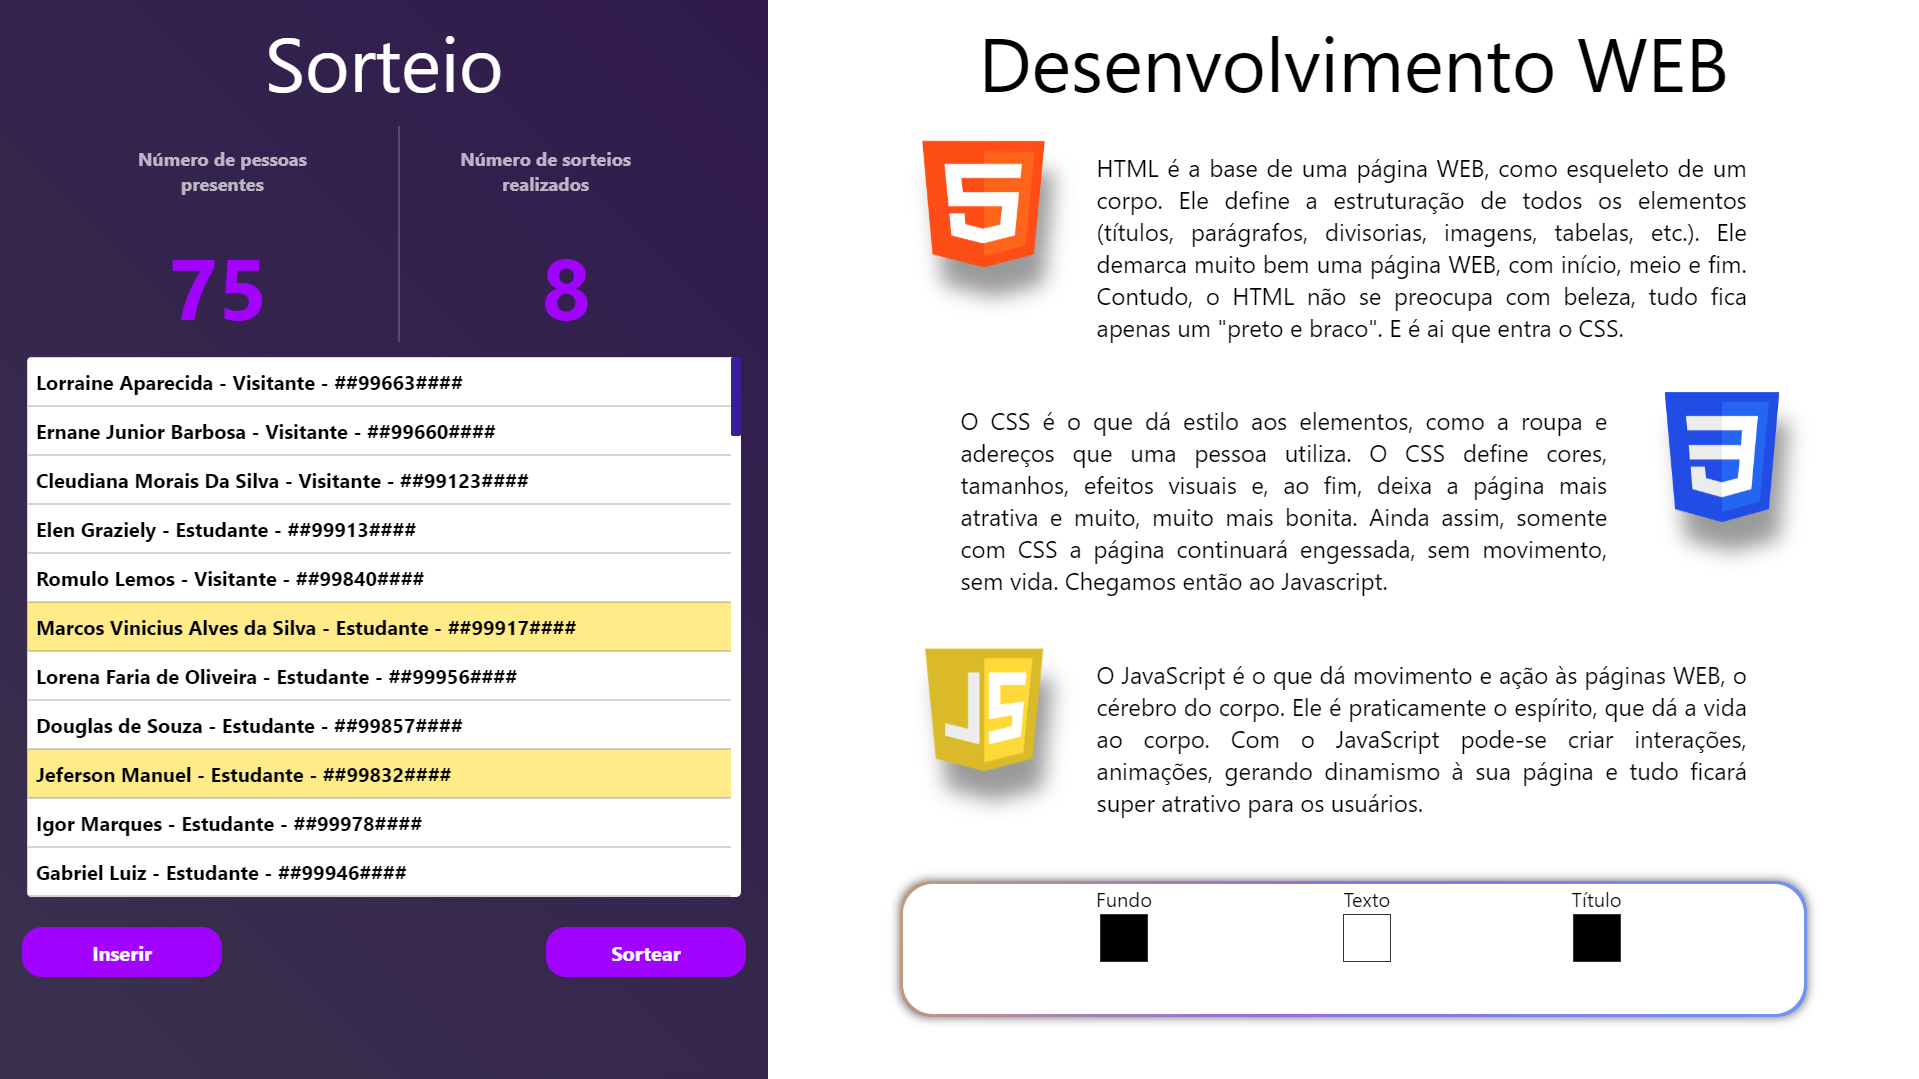 Sorteio
Número de pessoas
presentes
75
Número de sorteios
realizados
8
Lorraine Aparecida - Visitante - ##99663####
Ernane Junior Barbosa - Visitante - ##99660####
Cleudiana Morais Da Silva - Visitante - ##99123####
Elen Graziely - Estudante - ##99913####
Romulo Lemos - Visitante - ##99840####
Marcos Vinicius Alves da Silva - Estudante - ##99917####
Lorena Faria de Oliveira - Estudante - ##99956####
Douglas de Souza - Estudante - ##99857####
Jeferson Manuel - Estudante - ##99832####
Igor Marques - Estudante - ##99978####
Gabriel Luiz - Estudante - ##99946####
Inserir
Sortear
Desenvolvimento WEB
5
HTML é a base de uma página WEB, como esqueleto de um
corpo. Ele define a estruturação de todos os elementos
(títulos, parágrafos, divisorias, imagens, tabelas, etc.). Ele
demarca muito bem uma página WEB, com início, meio e fim.
Contudo, o HTML não se preocupa com beleza, tudo fica
apenas um "preto e braco". E é ai que entra o CSS.
O CSS é o que dá estilo aos elementos, como a roupa e
adereços que uma pessoa utiliza. O CSS define cores,
tamanhos, efeitos visuais e, ao fim, deixa a página mais
atrativa e muito, muito mais bonita. Ainda assim, somente
com CSS a página continuará engessada, sem movimento,
sem vida. Chegamos então ao Javascript.
3
JS
O JavaScript é o que dá movimento e ação às páginas WEB, o
cérebro do corpo. Ele é praticamente o espírito, que dá a vida
ao corpo. Com o JavaScript pode-se criar interações,
animações, gerando dinamismo à sua página e tudo ficará
super atrativo para os usuários.
Fundo
Texto
Título